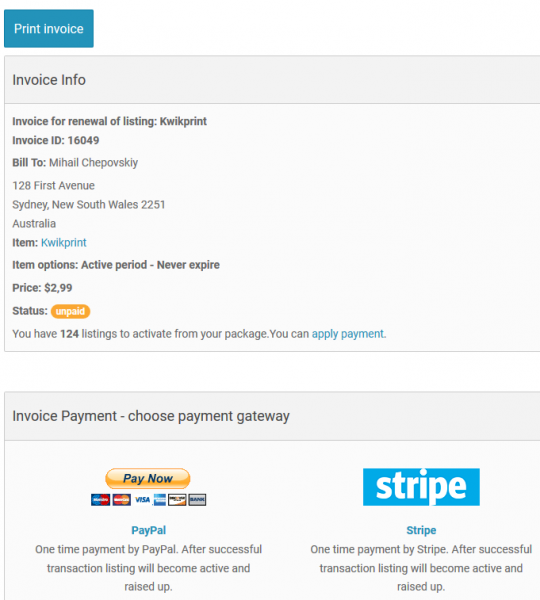 Print invoice
Invoice Info
Invoice for renewal of listing: Kwikprint
Invoice ID: 16049
Bill To: Mihail Chepovskiy
128 First Avenue
Sydney, New South Wales 2251
Australia
Item: Kwikprint
Item options: Active period - Never expire
Price: $2,99
Status: unpaid
You have 124 listings to activate from your package.You can apply payment.
Invoice Payment - choose payment gateway
Pay Now
VISA
stripe
PayPal
One time payment by PayPal. After successful
transaction listing will become active and
raised up.
Stripe
One time payment by Stripe. After successful
transaction listing will become active and
raised up.